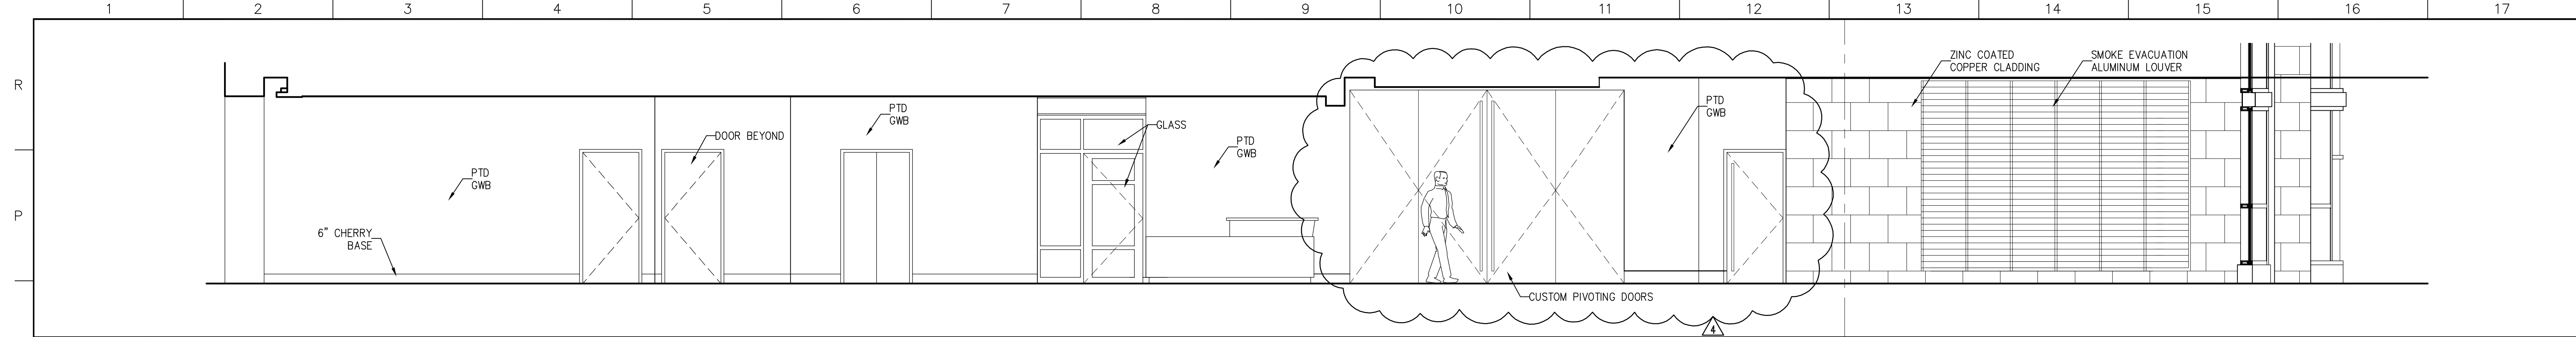 1 2 3 4 5 6 7 8 9 10 11 12 13 14 15 16 17
R
P
PTD
GWB
6" CHERRY
BASE
DOOR BEYOND
PTD
GWB
GLASS
PTD
GWB
PTD
GWB
CUSTOM PIVOTING DOORS
4
ZINC COATED
COPPER CLADDING
SMOKE EVACUATION
ALUMINUM LOUVER